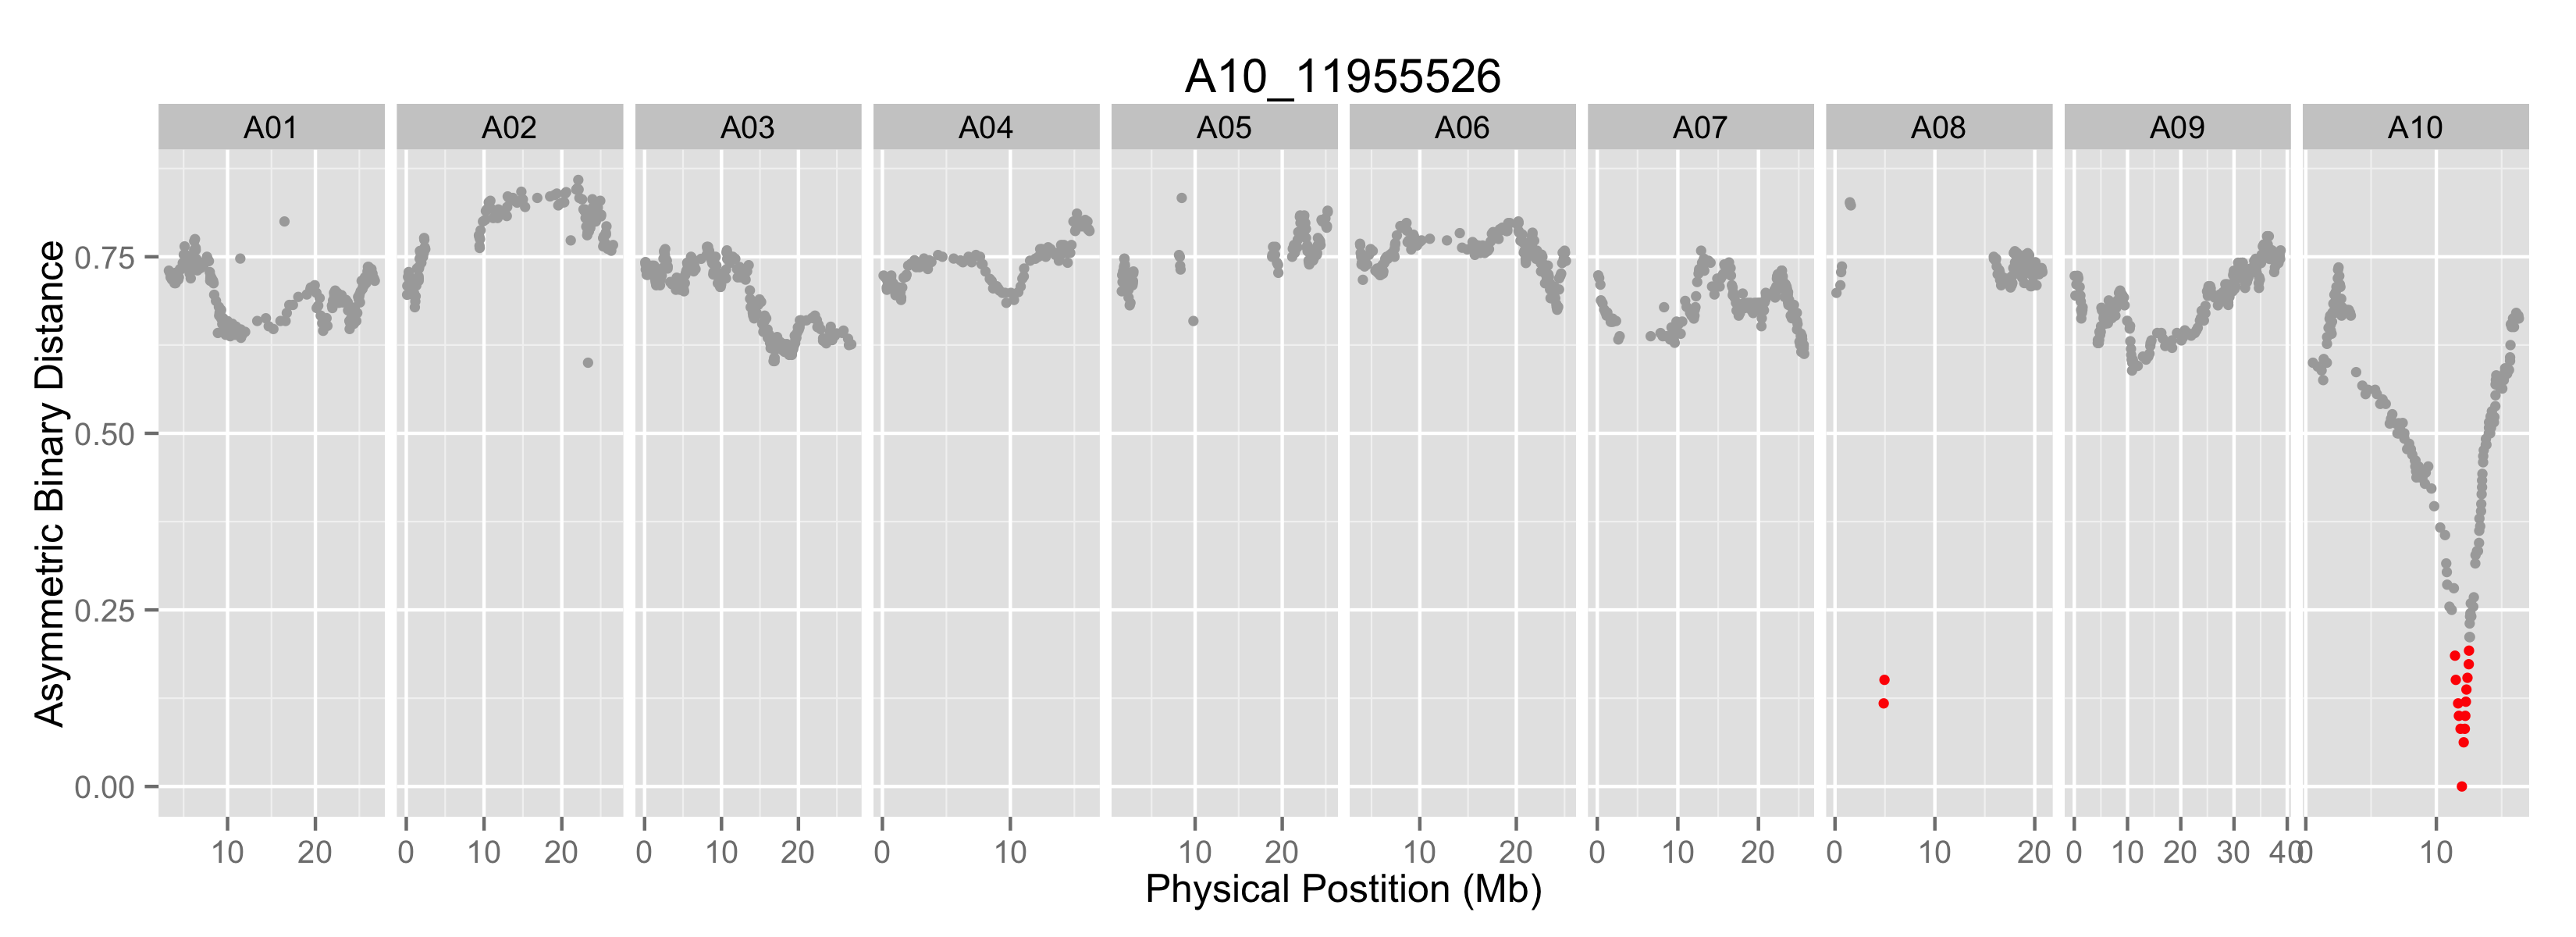 A10_11955526
A01 A02 A03 A04 A05 A06 A07 A08 A09 A10
Asymmetric Binary Distance
0.75
0.50
0.25
0.00
10 20 0 10 20 0 10 20 0 10 10 20 10 20 0 10 20 0 10 20 0 10 20 30 40 0 10
Physical Postition (Mb)